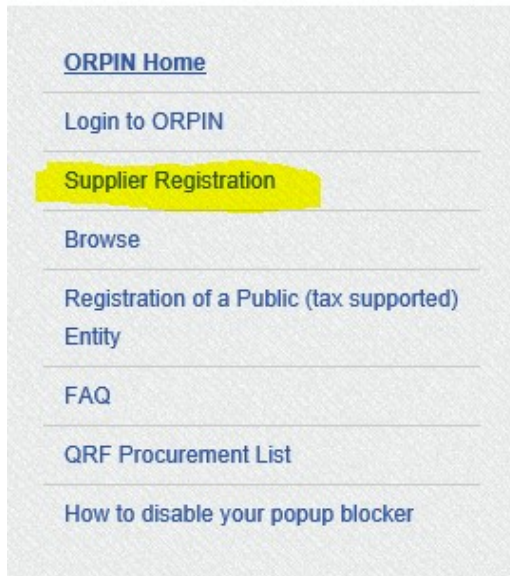 ORPIN Home
Login to ORPIN
Supplier Registration
Browse
Registration of a Public (tax supported)
Entity
FAQ
QRF Procurement List
How to disable your popup blocker